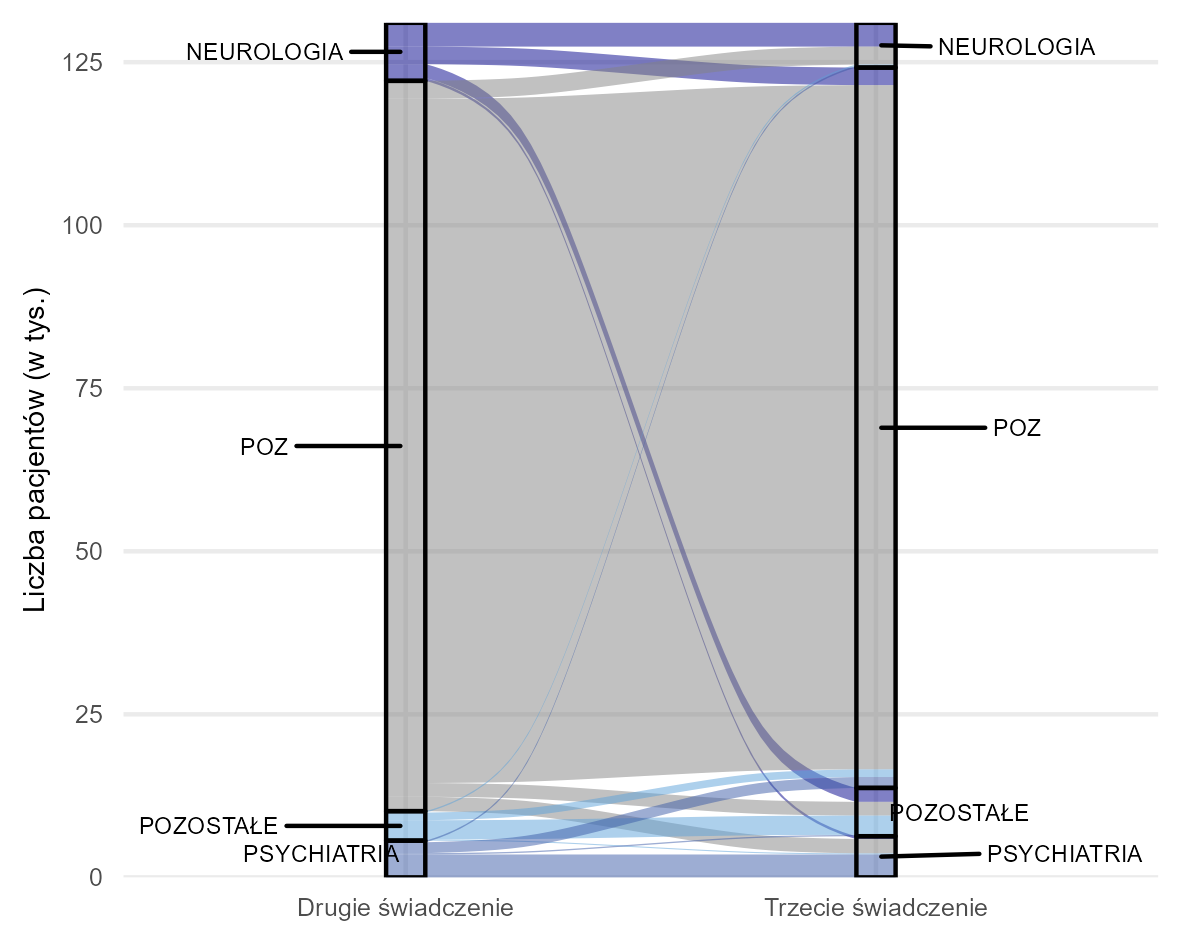 NEUROLOGIA
NEUROLOGIA
125
100
Liczba pacjentów (w tys.)
75
POZ
POZ
50
25
POZOSTAŁE
POZOSTAŁE
PSYCHIATRIA
PSYCHIATRIA
0
Drugie świadczenie
Trzecie świadczenie